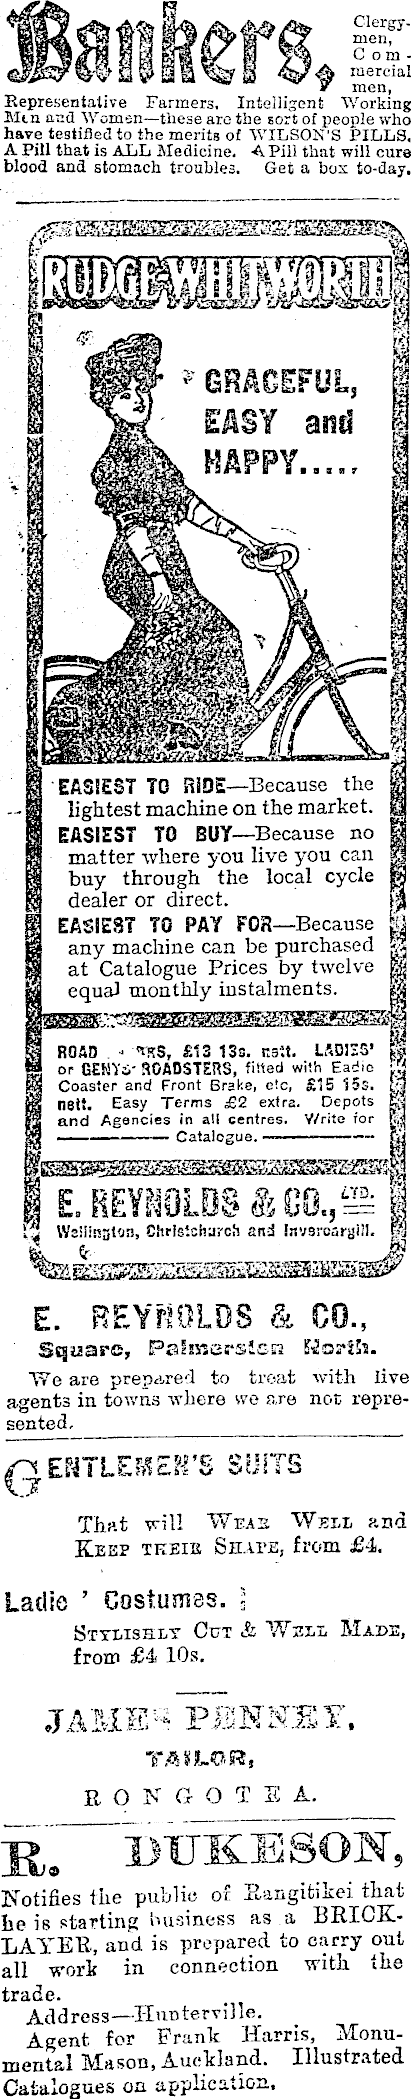 Bankers, Clergy-
men,
Com-
mercial
men,
Representative Farmers, Intelligent Working
Men and Women—these are the sort of people who
have testified to the merits of WILSON'S PILLS.
A Pill that is ALL Medicine. A Pill that will cure
blood and stomach troubles. Get a box to-day.
RUDGE-WHITWORTH
GRACEFUL,
EASY and
HAPPY.....
EASIEST TO RIDE—Because the
lightest machine on the market.
EASIEST TO BUY—Because no
matter where you live you can
buy through the local cycle
dealer or direct.
EASIEST TO PAY FOR—Because
any machine can be purchased
at Catalogue Prices by twelve
equal monthly instalments.
ROAD £13 13s. nett. LADIES'
or GENTS' ROADSTERS, fitted with Eadie
Coaster and Front Brake, etc, £15 15s.
nett. Easy Terms £2 extra. Depots
and Agencies in all centres. Write for
Catalogue.
E. REYNOLDS & CO., LTD.
Wellington, Christchurch and Invercargill.
E. REYNOLDS & CO.,
Square, Palmerston North.
We are prepared to treat with live
agents in towns where we are not repre-
sented.
GENTLEMEN'S SUITS
That will WEAR WELL and
KEEP THEIR SHAPE, from £4.
Ladie ' Costumes.
STYLISHLY CUT & WELL MADE,
from £4 10s.
JAMES PENNEY,
TAILOR,
RONGOTEA.
R. DUKESON,
Notifies the public of Rangitikei that
he is starting business as a BRICK-
LAYER, and is prepared to carry out
all work in connection with the
trade.
Address—Hunterville.
Agent for Frank Harris, Monu-
mental Mason, Auckland. Illustrated
Catalogues on application.